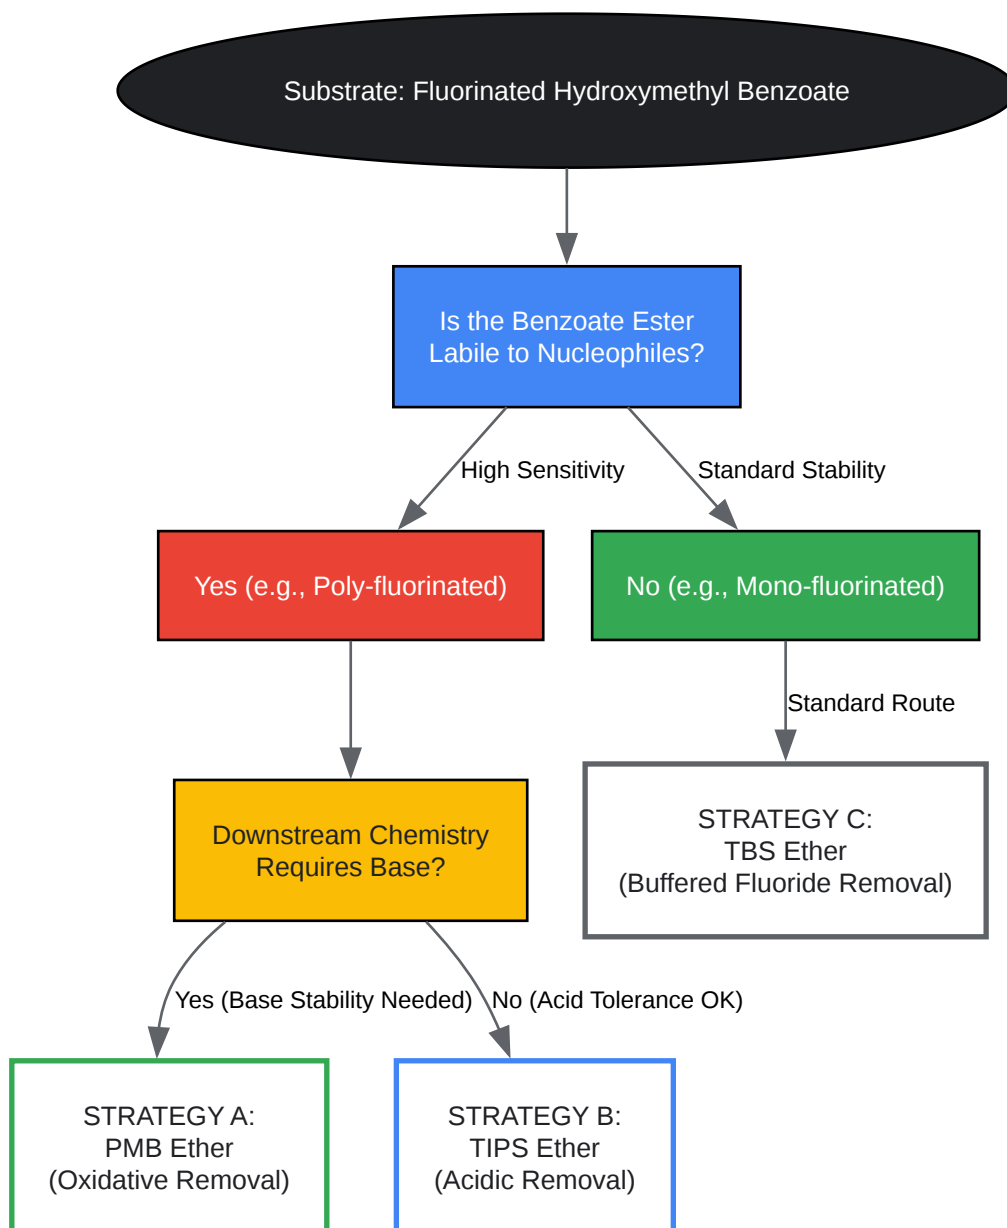 Substrate: Fluorinated Hydroxymethyl Benzoate
Is the Benzoate Ester
Labile to Nucleophiles?
High Sensitivity
Standard Stability
Yes (e.g., Poly-fluorinated)
No (e.g., Mono-fluorinated)
Standard Route
Downstream Chemistry
Requires Base?
STRATEGY C:
TBS Ether
(Buffered Fluoride Removal)
Yes (Base Stability Needed)
No (Acid Tolerance OK)
STRATEGY A:
PMB Ether
(Oxidative Removal)
STRATEGY B:
TIPS Ether
(Acidic Removal)